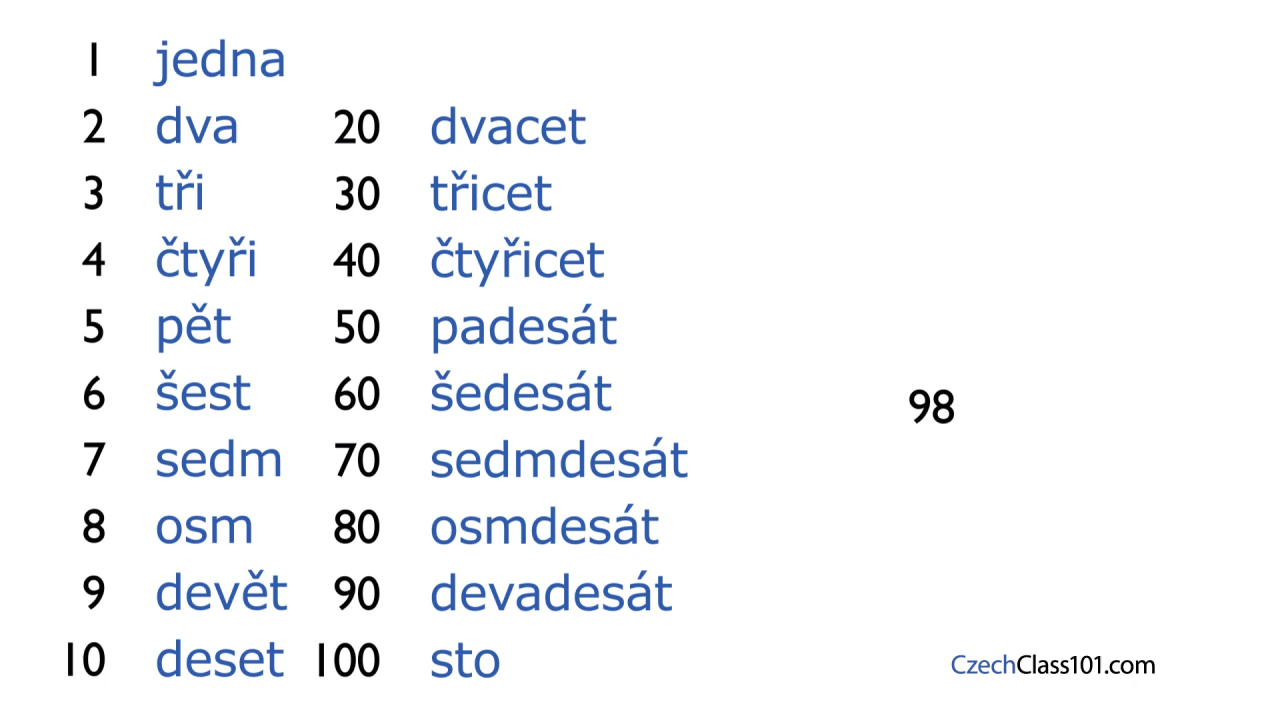 1 jedna
2 dva 20 dvacet
3 tři 30 třicet
4 čtyři 40 čtyřicet
5 pět 50 padesát
6 šest 60 šedesát
98
7 sedm 70 sedmdesát
8 osm 80 osmdesát
9 devět 90 devadesát
10 deset 100 sto
CzechClass101.com